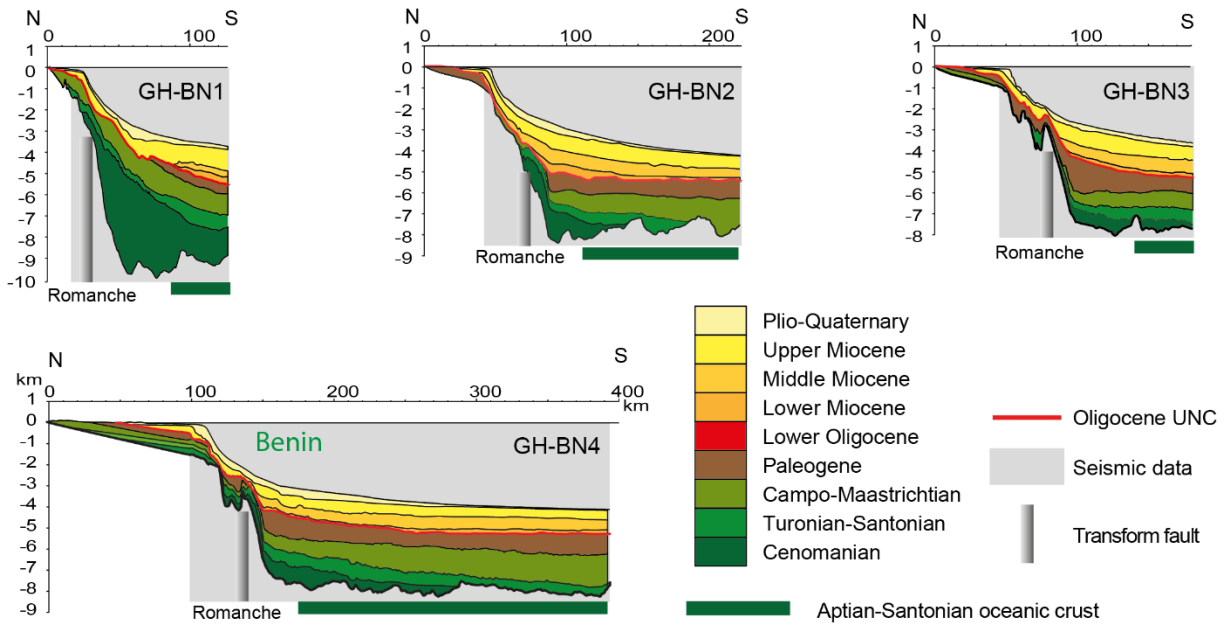 N S
0 100
1
0
-1
-2
-3
-4
-5
-6
-7
-8
-9
-10
GH-BN1
Romanche
N S
0 100 200
1
0
-1
-2
-3
-4
-5
-6
-7
-8
-9
GH-BN2
Romanche
N S
0 100
1
0
-1
-2
-3
-4
-5
-6
-7
-8
GH-BN3
Romanche
N S
km 0 100 200 300 400
km
1
0
-1
-2
-3
-4
-5
-6
-7
-8
-9
Benin GH-BN4
Romanche
Plio-Quaternary
Upper Miocene
Middle Miocene
Lower Miocene
Lower Oligocene
Paleogene
Campo-Maastrichtian
Turonian-Santonian
Cenomanian
Oligocene UNC
Seismic data
Transform fault
Aptian-Santonian oceanic crust